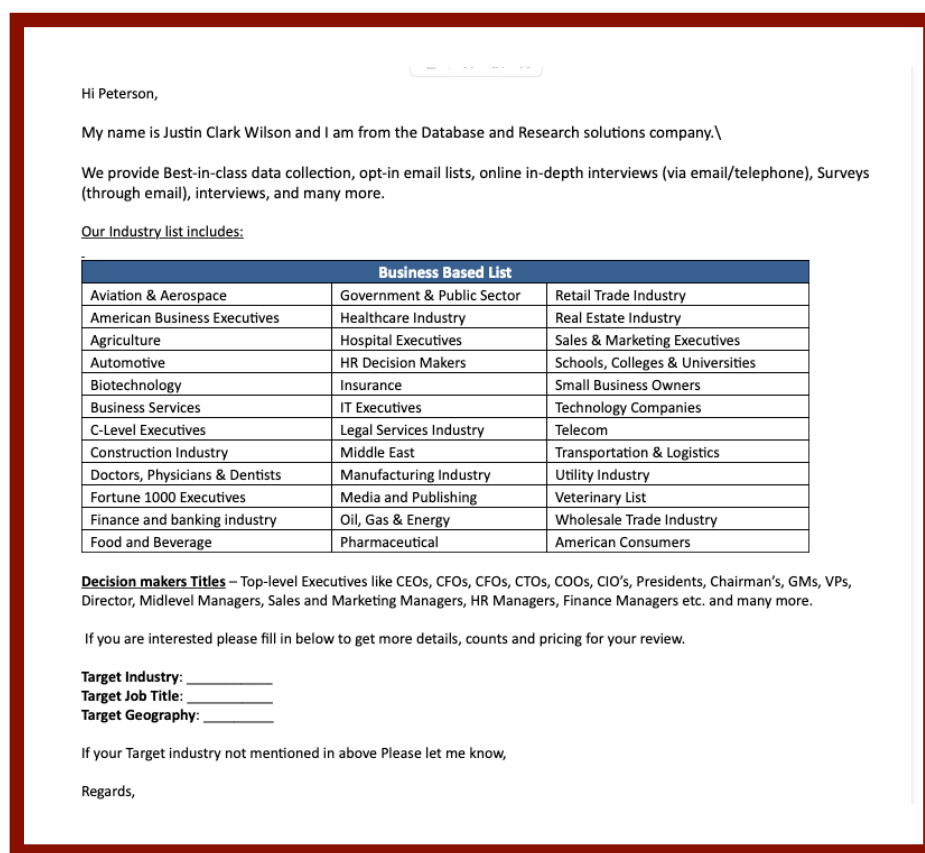 Hi Peterson,
My name is Justin Clark Wilson and I am from the Database and Research solutions company.\
We provide Best-in-class data collection, opt-in email lists, online in-depth interviews (via email/telephone), Surveys
(through email), interviews, and many more.
Our Industry list includes:
Business Based List
Aviation & Aerospace Government & Public Sector Retail Trade Industry
American Business Executives Healthcare Industry Real Estate Industry
Agriculture Hospital Executives Sales & Marketing Executives
Automotive HR Decision Makers Schools, Colleges & Universities
Biotechnology Insurance Small Business Owners
Business Services IT Executives Technology Companies
C-Level Executives Legal Services Industry Telecom
Construction Industry Middle East Transportation & Logistics
Doctors, Physicians & Dentists Manufacturing Industry Utility Industry
Fortune 1000 Executives Media and Publishing Veterinary List
Finance and banking industry Oil, Gas & Energy Wholesale Trade Industry
Food and Beverage Pharmaceutical American Consumers
Decision makers Titles – Top-level Executives like CEOs, CFOs, CFOs, CTOs, COOs, CIO's, Presidents, Chairman's, GMs, VPs,
Director, Midlevel Managers, Sales and Marketing Managers, HR Managers, Finance Managers etc. and many more.
If you are interested please fill in below to get more details, counts and pricing for your review.
Target Industry: ___________
Target Job Title: ___________
Target Geography: _________
If your Target industry not mentioned in above Please let me know,
Regards,